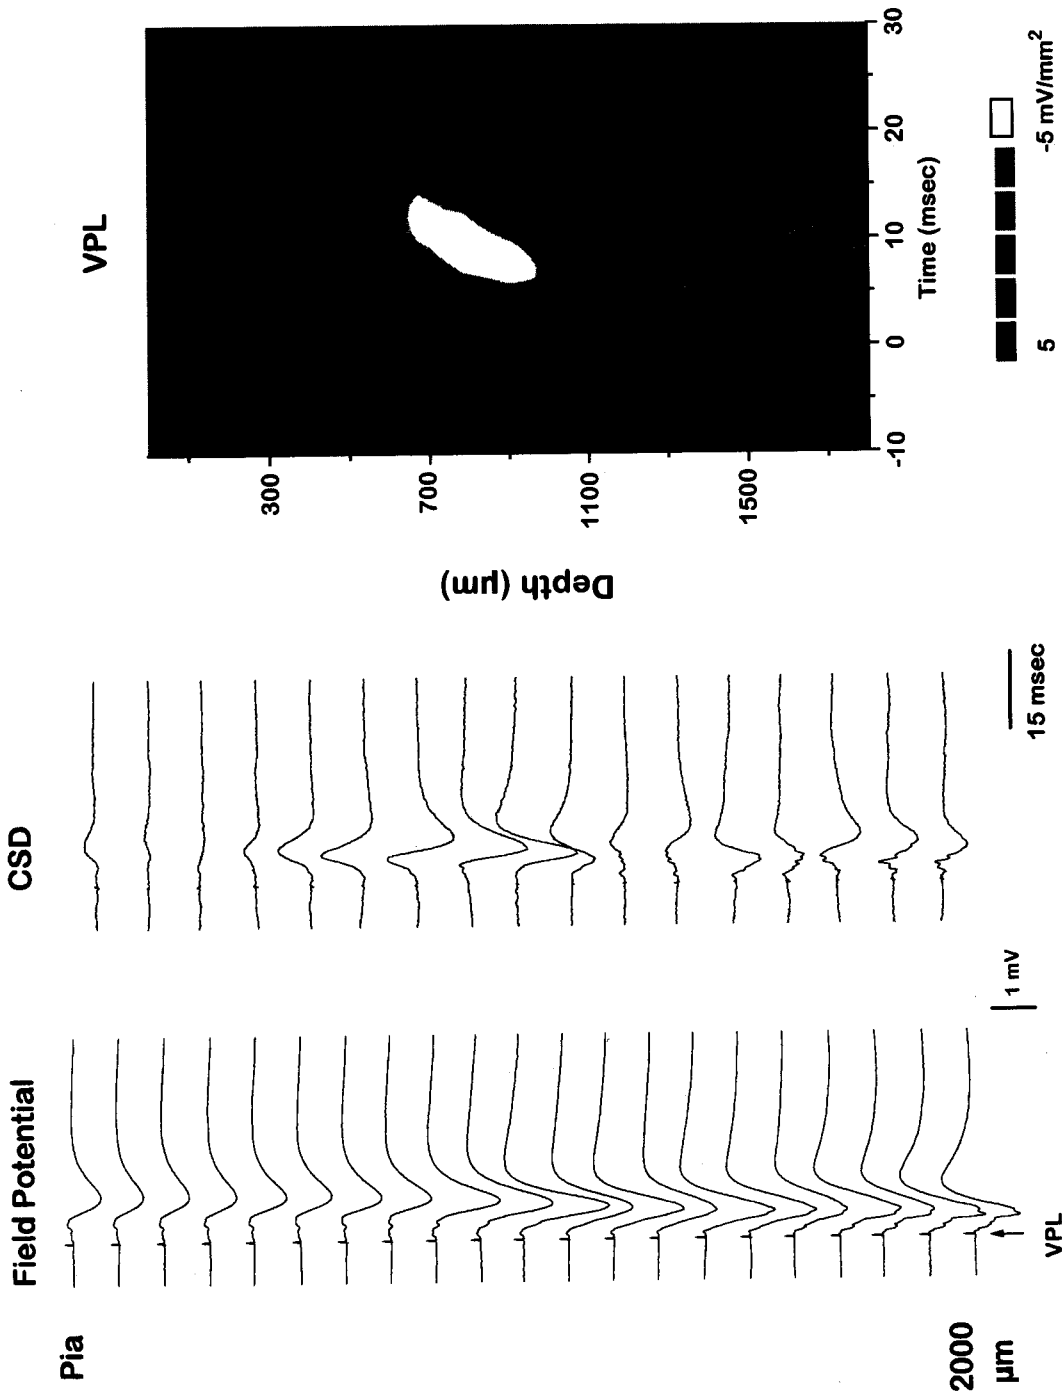 Field Potential
CSD
VPL
Pia
2000
µm
VPL
1 mV
15 msec
Depth (µm)
300
700
1100
1500
-10
0
10
20
30
Time (msec)
5
-5 mV/mm²